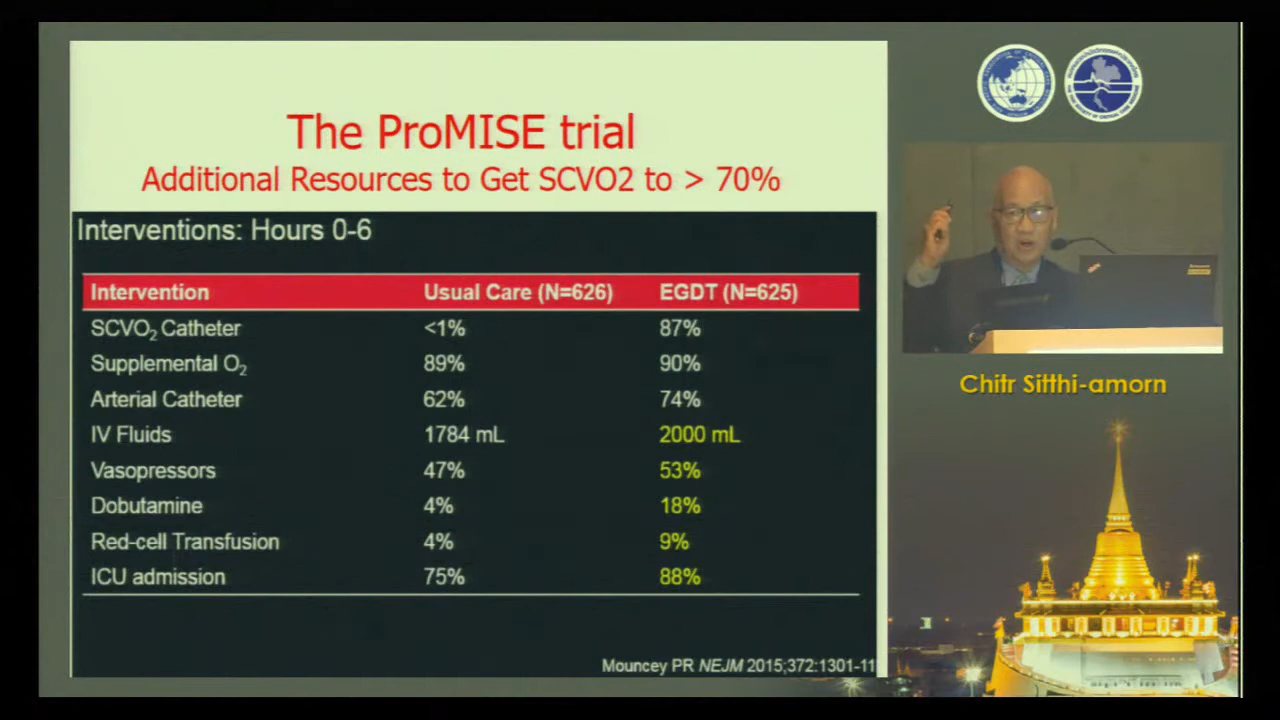 The ProMISE trial
Additional Resources to Get SCVO2 to > 70%
Interventions: Hours 0-6
Intervention Usual Care (N=626) EGDT (N=625)
SCVO₂ Catheter <1% 87%
Supplemental O₂ 89% 90%
Arterial Catheter 62% 74%
IV Fluids 1784 mL 2000 mL
Vasopressors 47% 53%
Dobutamine 4% 18%
Red-cell Transfusion 4% 9%
ICU admission 75% 88%
Mouncey PR NEJM 2015;372:1301-11
Chitr Sitthi-amorn